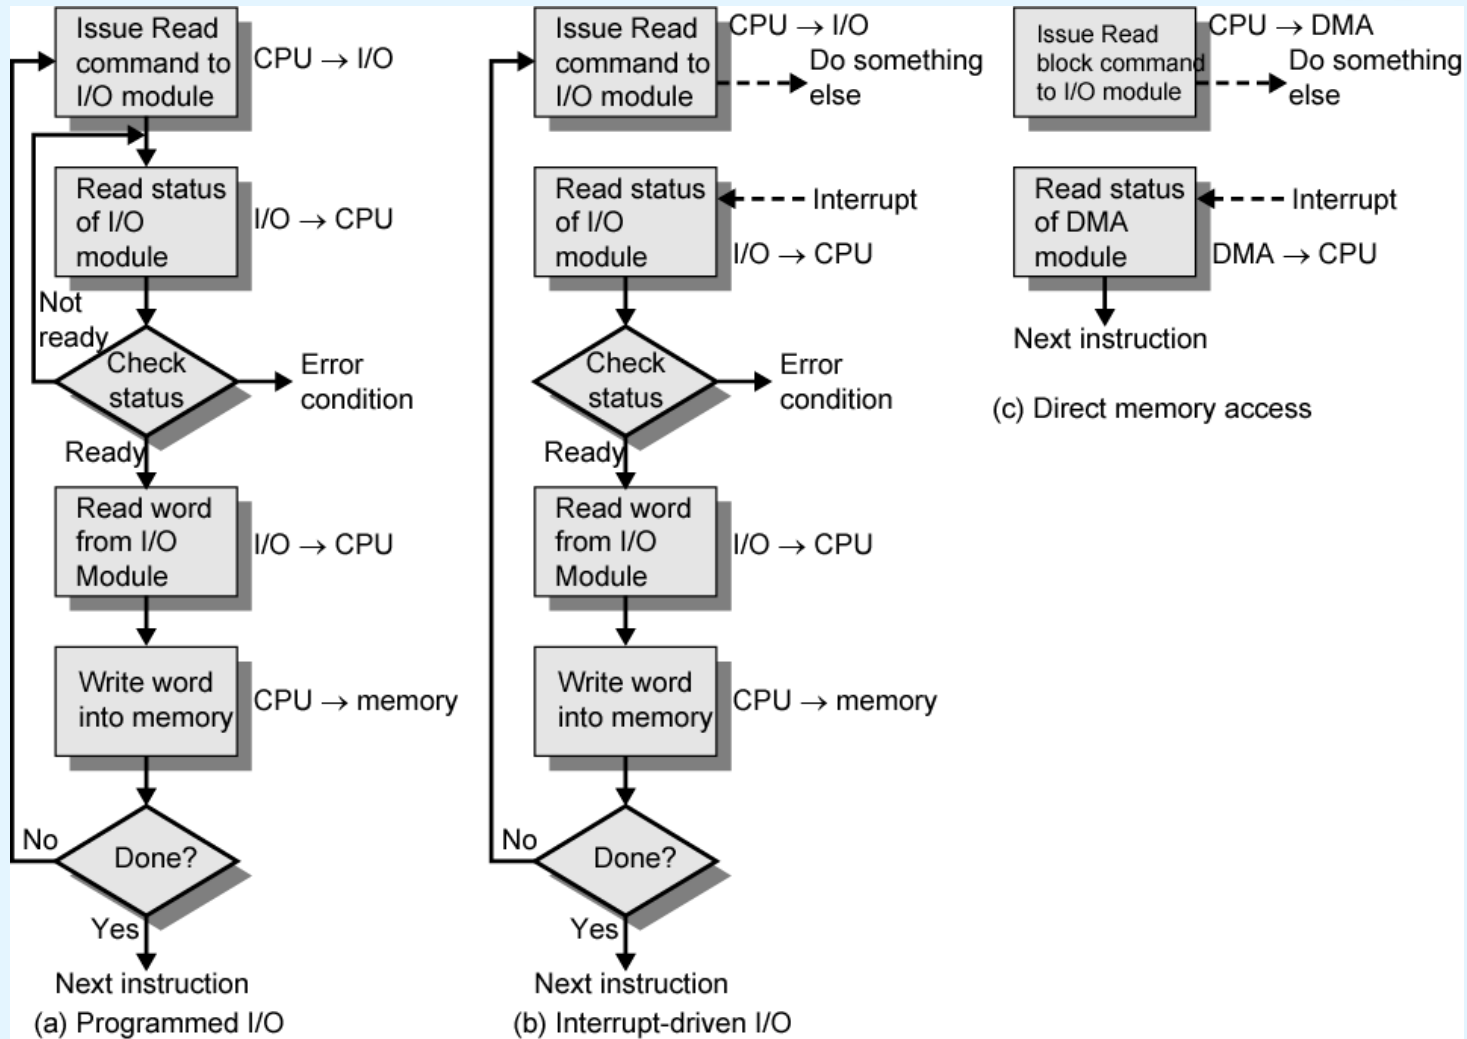 Issue Read
command to
I/O module
CPU → I/O
Read status
of I/O
module
I/O → CPU
Not
ready
Check
status
Error
condition
Ready
Read word
from I/O
Module
I/O → CPU
Write word
into memory
CPU → memory
No
Done?
Yes
Next instruction
(a) Programmed I/O
Issue Read
command to
I/O module
CPU → I/O
Do something
else
Read status
of I/O
module
Interrupt
I/O → CPU
Check
status
Error
condition
Ready
Read word
from I/O
Module
I/O → CPU
Write word
into memory
CPU → memory
No
Done?
Yes
Next instruction
(b) Interrupt-driven I/O
Issue Read
block command
to I/O module
CPU → DMA
Do something
else
Read status
of DMA
module
Interrupt
DMA → CPU
Next instruction
(c) Direct memory access